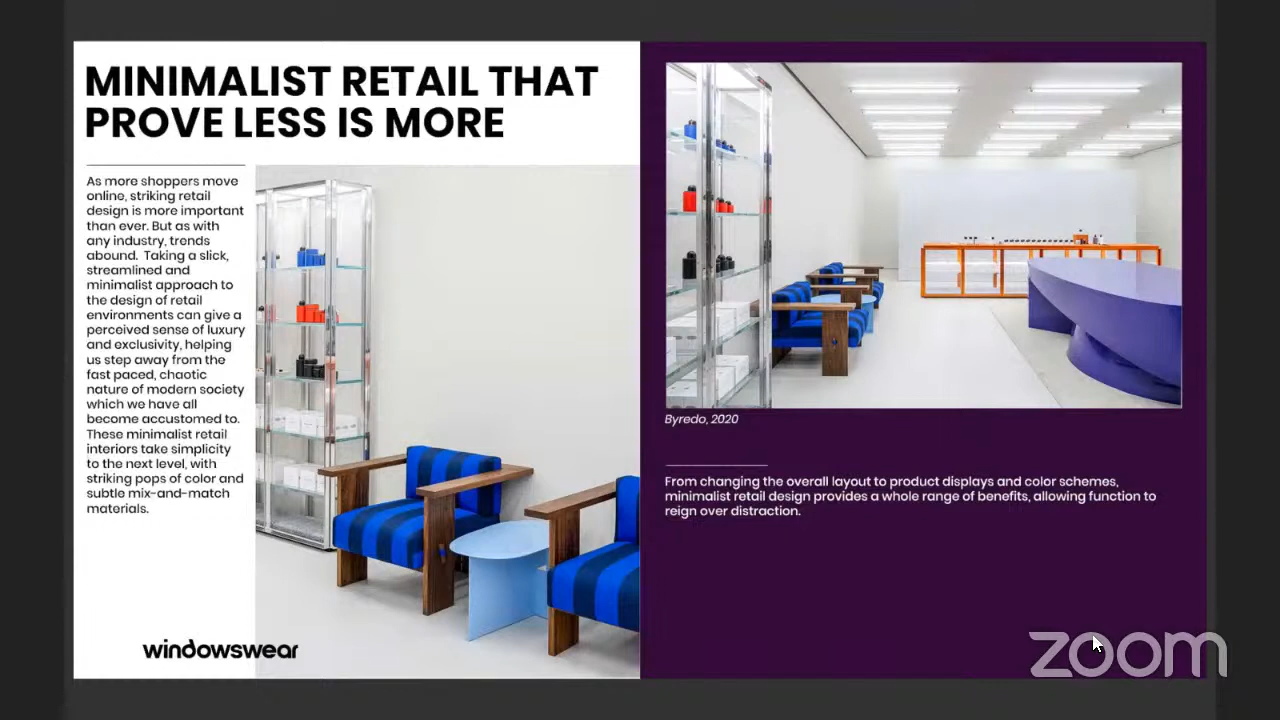 MINIMALIST RETAIL THAT
PROVE LESS IS MORE
As more shoppers move
online, striking retail
design is more important
than ever. But as with
any industry, trends
abound.  Taking a slick,
streamlined and
minimalist approach to
the design of retail
environments can give a
perceived sense of luxury
and exclusivity, helping
us step away from the
fast paced, chaotic
nature of modern society
which we have all
become accustomed to.
These minimalist retail
interiors take simplicity
to the next level, with
striking pops of color and
subtle mix-and-match
materials.
windowswear
Byredo, 2020
From changing the overall layout to product displays and color schemes,
minimalist retail design provides a whole range of benefits, allowing function to
reign over distraction.
zoom